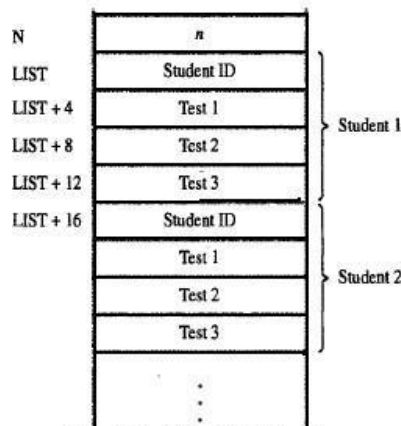 N n
LIST Student ID
LIST + 4 Test 1
Student 1
LIST + 8 Test 2
LIST + 12 Test 3
LIST + 16 Student ID
Test 1
Student 2
Test 2
Test 3